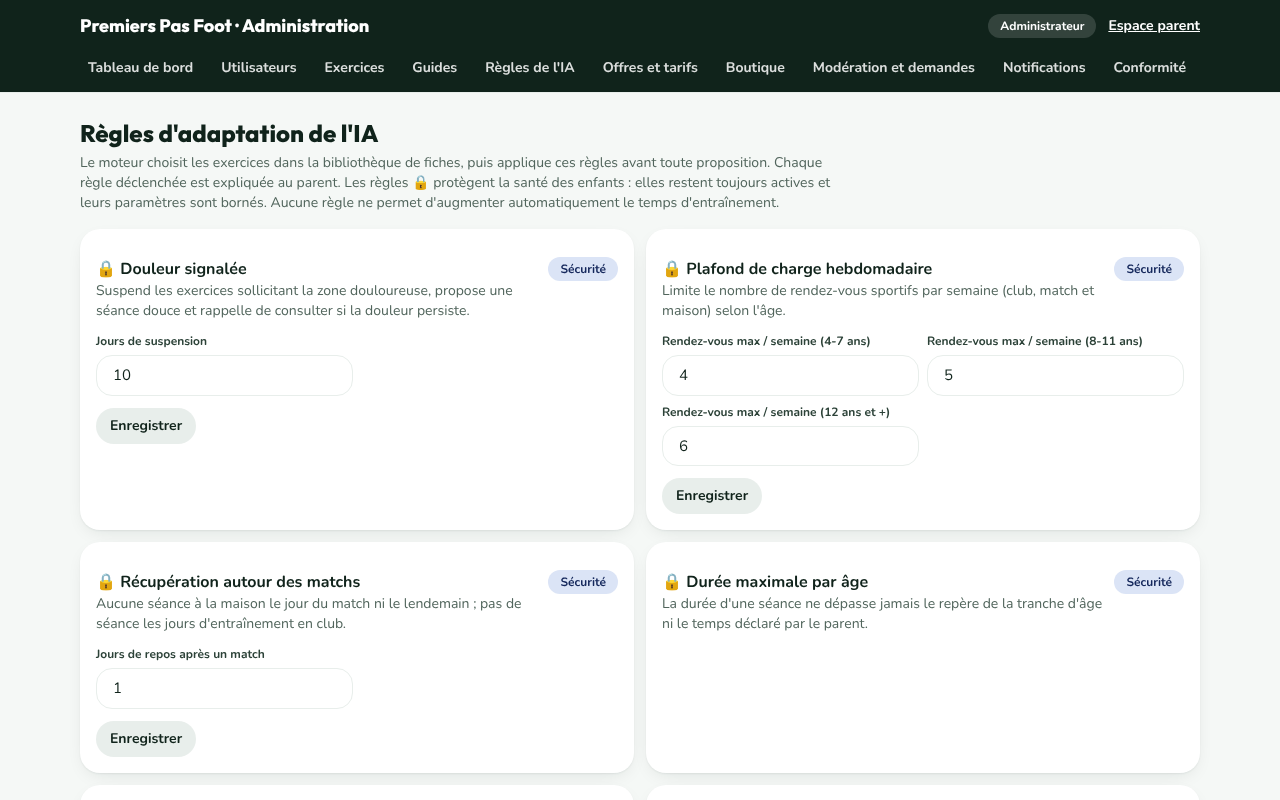 Premiers Pas Foot · Administration
Administrateur
Espace parent
Tableau de bord
Utilisateurs
Exercices
Guides
Règles de l'IA
Offres et tarifs
Boutique
Modération et demandes
Notifications
Conformité
Règles d'adaptation de l'IA
Le moteur choisit les exercices dans la bibliothèque de fiches, puis applique ces règles avant toute proposition. Chaque
règle déclenchée est expliquée au parent. Les règles 🔒 protègent la santé des enfants : elles restent toujours actives et
leurs paramètres sont bornés. Aucune règle ne permet d'augmenter automatiquement le temps d'entraînement.
🔒 Douleur signalée
Sécurité
Suspend les exercices sollicitant la zone douloureuse, propose une
séance douce et rappelle de consulter si la douleur persiste.
Jours de suspension
10
Enregistrer
🔒 Plafond de charge hebdomadaire
Sécurité
Limite le nombre de rendez-vous sportifs par semaine (club, match et
maison) selon l'âge.
Rendez-vous max / semaine (4-7 ans)
4
Rendez-vous max / semaine (8-11 ans)
5
Rendez-vous max / semaine (12 ans et +)
6
Enregistrer
🔒 Récupération autour des matchs
Sécurité
Aucune séance à la maison le jour du match ni le lendemain ; pas de
séance les jours d'entraînement en club.
Jours de repos après un match
1
Enregistrer
🔒 Durée maximale par âge
Sécurité
La durée d'une séance ne dépasse jamais le repère de la tranche d'âge
ni le temps déclaré par le parent.